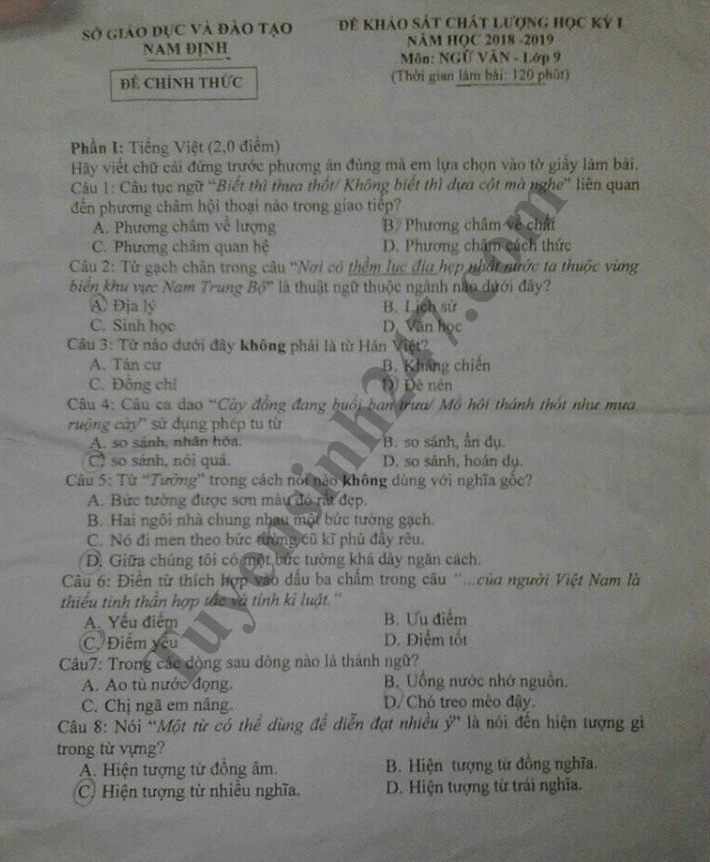 SỞ GIÁO DỤC VÀ ĐÀO TẠO
NAM ĐỊNH
ĐỀ CHÍNH THỨC
ĐỀ KHẢO SÁT CHẤT LƯỢNG HỌC KỲ I
NĂM HỌC 2018 -2019
Môn: NGỮ VĂN - Lớp 9
(Thời gian làm bài: 120 phút)
Phần I: Tiếng Việt (2,0 điểm)
Hãy viết chữ cái đứng trước phương án đúng mà em lựa chọn vào tờ giấy làm bài.
Câu 1: Câu tục ngữ “Biết thì thưa thốt/ Không biết thì dựa cột mà nghe” liên quan
đến phương châm hội thoại nào trong giao tiếp?
A. Phương châm về lượng B. Phương châm về chất
C. Phương châm quan hệ D. Phương châm cách thức
Câu 2: Từ gạch chân trong câu “Nơi có thềm lục địa hẹp nhất nước ta thuộc vùng
biển khu vực Nam Trung Bộ” là thuật ngữ thuộc ngành nào dưới đây?
A. Địa lý B. Lịch sử
C. Sinh học D. Văn học
Câu 3: Từ nào dưới đây không phải là từ Hán Việt?
A. Tản cư B. Kháng chiến
C. Đồng chí D. Đè nén
Câu 4: Câu ca dao “Cày đồng đang buổi ban trưa/ Mồ hôi thánh thót như mưa
ruộng cày” sử dụng phép tu từ
A. so sánh, nhân hóa. B. so sánh, ẩn dụ.
C. so sánh, nói quá. D. so sánh, hoán dụ.
Câu 5: Từ “Tường” trong cách nói nào không dùng với nghĩa gốc?
A. Bức tường được sơn màu đỏ rất đẹp.
B. Hai ngôi nhà chung nhau một bức tường gạch.
C. Nó đi men theo bức tường cũ kĩ phủ đầy rêu.
D. Giữa chúng tôi có một bức tường khá dày ngăn cách.
Câu 6: Điền từ thích hợp vào dấu ba chấm trong câu “...của người Việt Nam là
thiếu tinh thần hợp tác và tính kỉ luật.”
A. Yếu điểm B. Ưu điểm
C. Điểm yếu D. Điểm tốt
Câu7: Trong các dòng sau dòng nào là thành ngữ?
A. Ao tù nước đọng. B. Uống nước nhớ nguồn.
C. Chị ngã em nâng. D. Chó treo mèo đậy.
Câu 8: Nói “Một từ có thể dùng để diễn đạt nhiều ý” là nói đến hiện tượng gì
trong từ vựng?
A. Hiện tượng từ đồng âm. B. Hiện tượng từ đồng nghĩa.
C. Hiện tượng từ nhiều nghĩa. D. Hiện tượng từ trái nghĩa.
Tuyensinh247.com